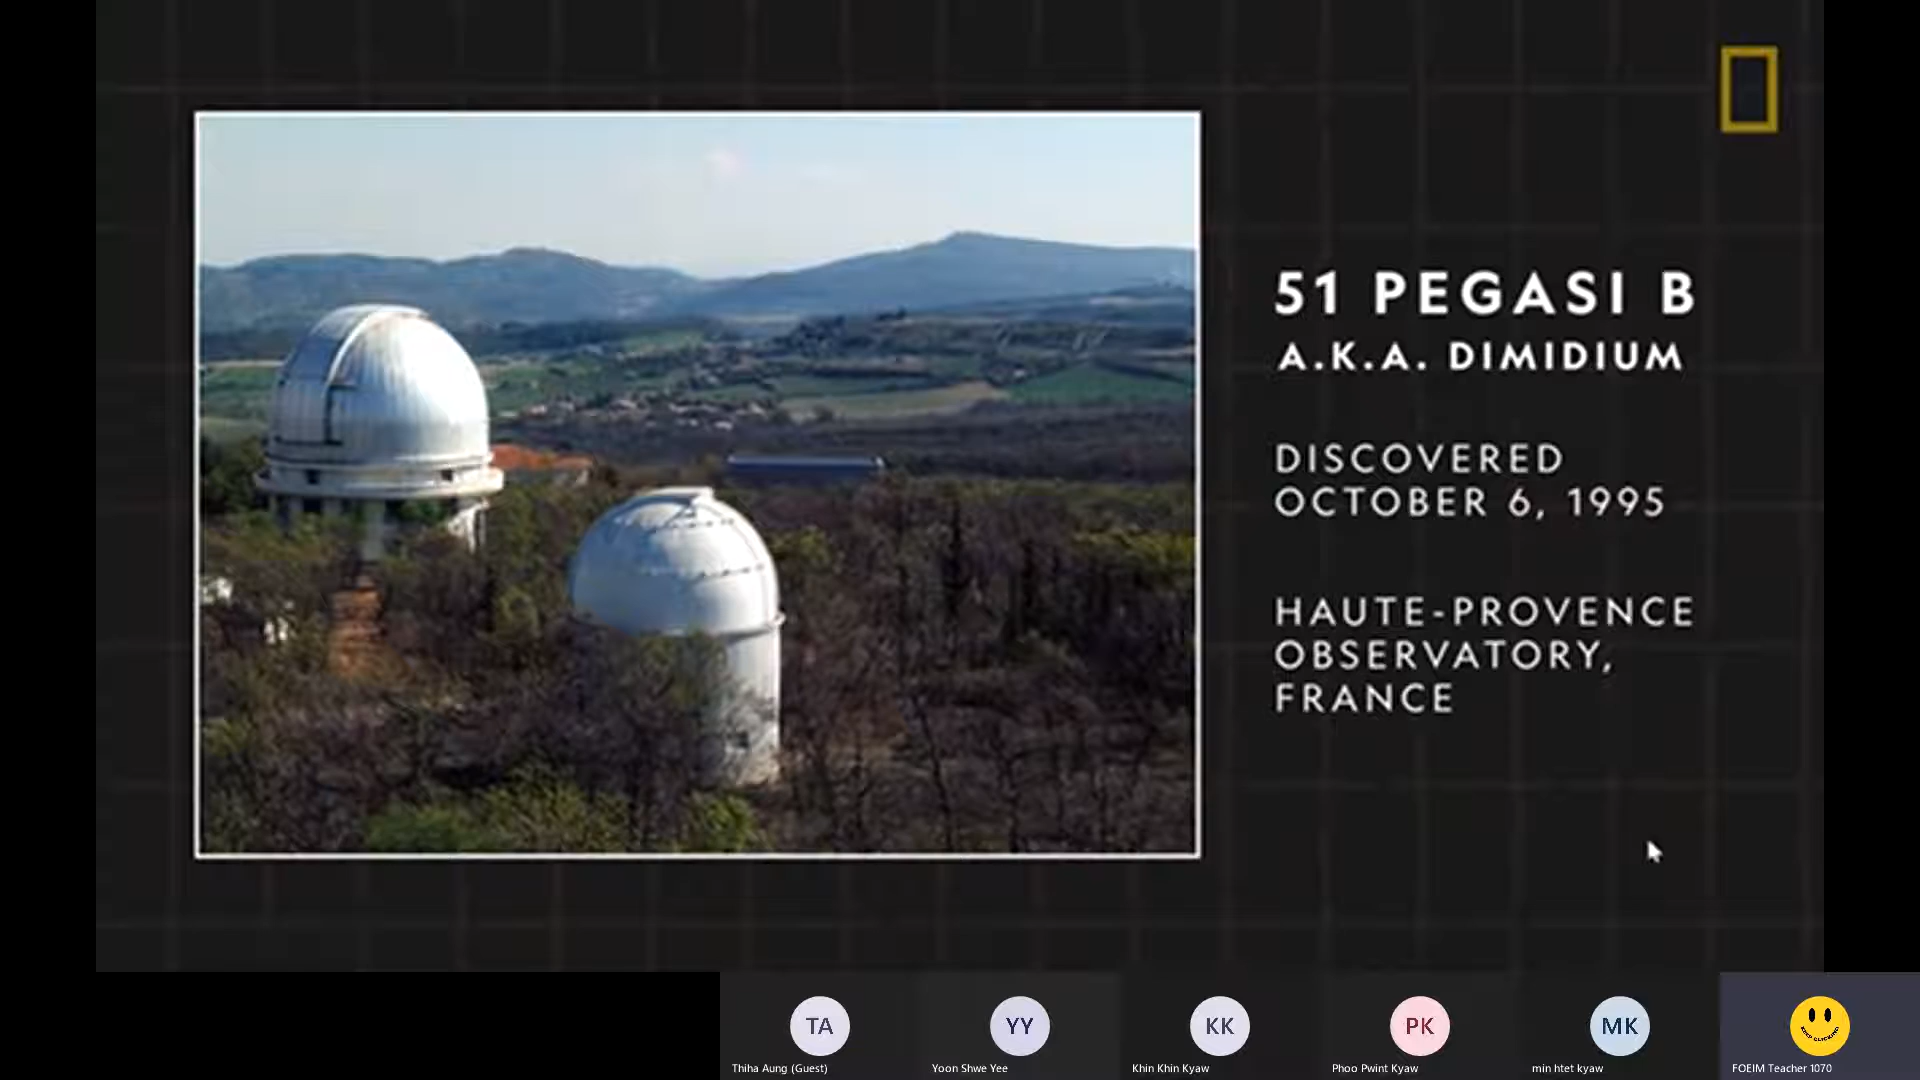 51 PEGASI B
A.K.A. DIMIDIUM
DISCOVERED
OCTOBER 6, 1995
HAUTE-PROVENCE
OBSERVATORY,
FRANCE
TA
YY
KK
PK
MK
Thiha Aung (Guest)
Yoon Shwe Yee
Khin Khin Kyaw
Phoo Pwint Kyaw
min htet kyaw
FOEIM Teacher 1070